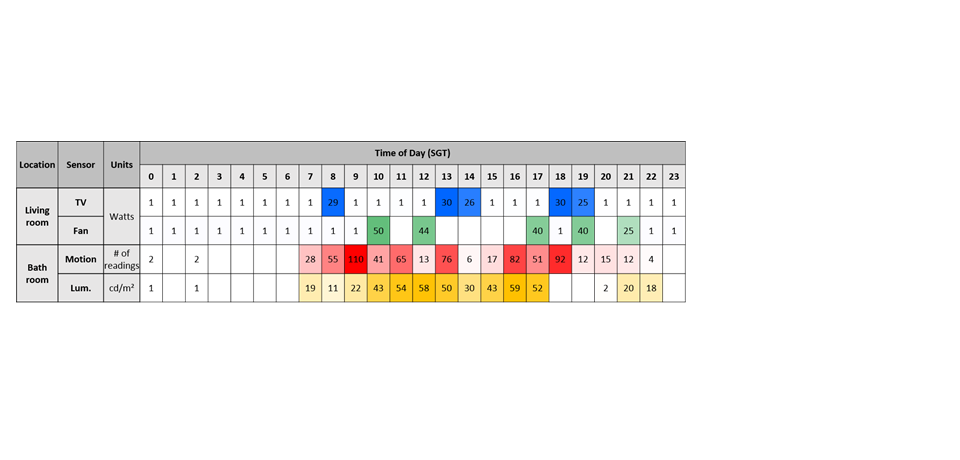 Location Sensor Units Time of Day (SGT)
0 1 2 3 4 5 6 7 8 9 10 11 12 13 14 15 16 17 18 19 20 21 22 23
Living room TV Watts 1 1 1 1 1 1 1 1 29 1 1 1 1 30 26 1 1 1 30 25 1 1 1 1
Fan 1 1 1 1 1 1 1 1 1 1 50 44 40 1 40 25 1 1
Bath room Motion # of readings 2 2 28 55 110 41 65 13 76 6 17 82 51 92 12 15 12 4
Lum. cd/m² 1 1 19 11 22 43 54 58 50 30 43 59 52 2 20 18